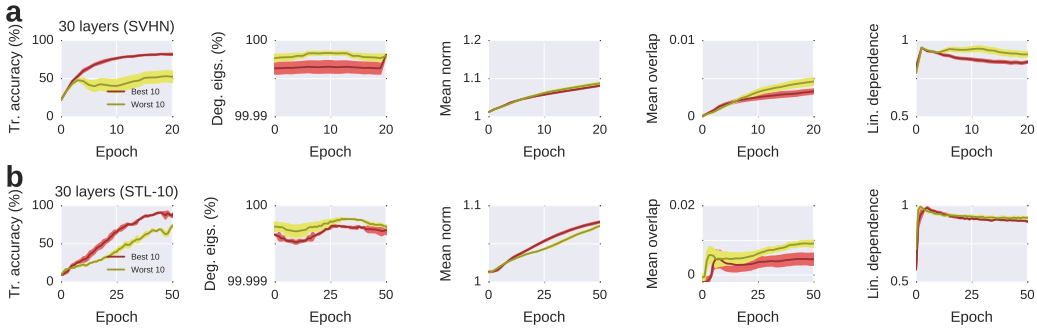 a
30 layers (SVHN)
Tr. accuracy (%)
100
50
0
Best 10
Worst 10
0 10 20
Epoch
Deg. eigs. (%)
100
99.99
0 10 20
Epoch
Mean norm
1.2
1.1
1
0 10 20
Epoch
Mean overlap
0.01
0
0 10 20
Epoch
Lin. dependence
1
0.5
0 10 20
Epoch
b
30 layers (STL-10)
Tr. accuracy (%)
100
50
0
Best 10
Worst 10
0 25 50
Epoch
Deg. eigs. (%)
100
99.999
0 25 50
Epoch
Mean norm
1.2
1.1
1
0 25 50
Epoch
Mean overlap
0.02
0
0 25 50
Epoch
Lin. dependence
1
0.5
0 25 50
Epoch